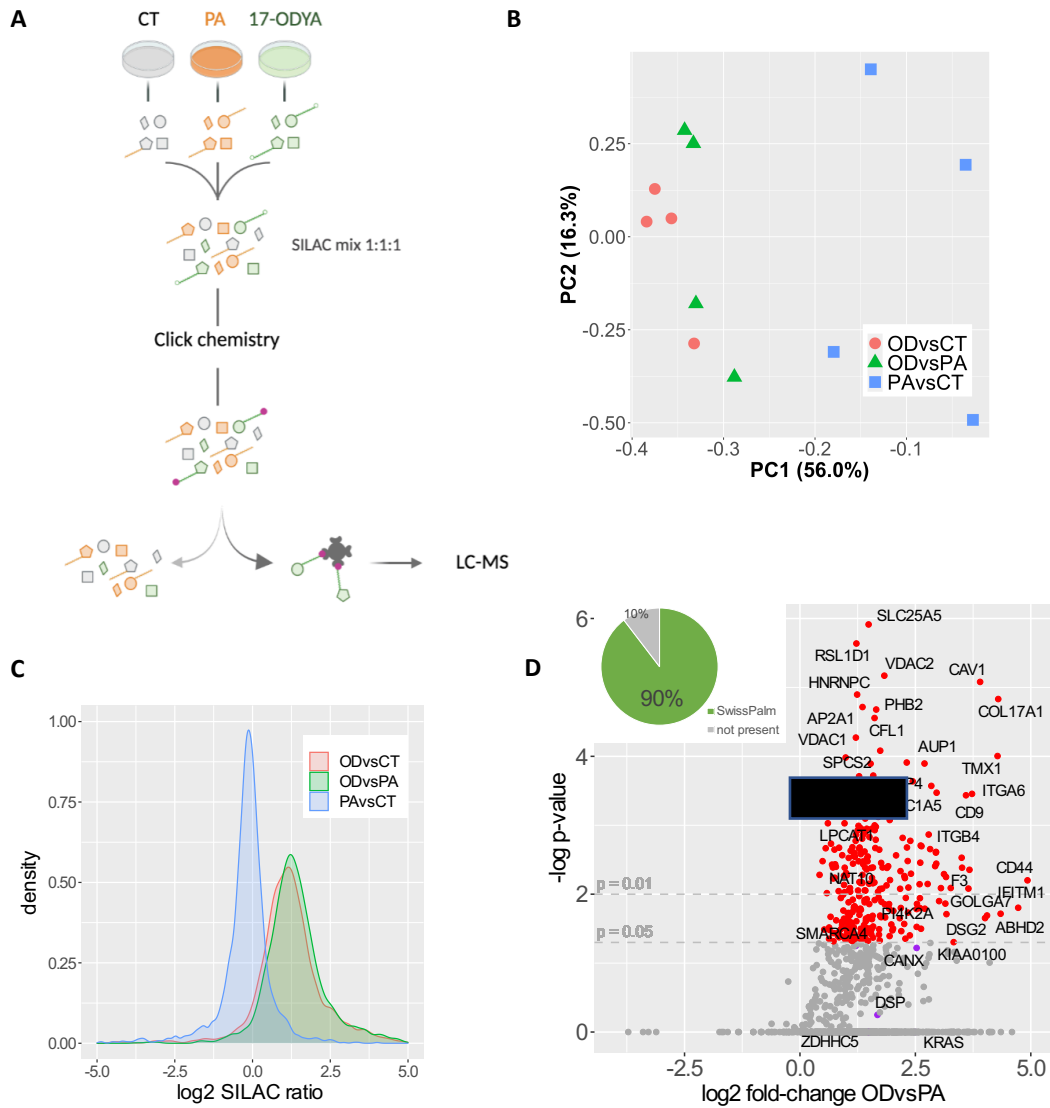 A
CT
PA
17-ODYA
SILAC mix 1:1:1
Click chemistry
LC-MS
B
PC2 (16.3%)
0.25
0.00
-0.25
-0.50
-0.4
-0.3
-0.2
-0.1
PC1 (56.0%)
ODvsCT
ODvsPA
PAvsCT
C
density
1.00
0.75
0.50
0.25
0.00
-5.0
-2.5
0.0
2.5
5.0
log2 SILAC ratio
ODvsCT
ODvsPA
PAvsCT
D
10%
90%
SwissPalm
not present
-log p-value
6
4
2
0
-2.5
0.0
2.5
5.0
log2 fold-change ODvsPA
p = 0.01
p = 0.05
SLC25A5
RSL1D1
VDAC2
CAV1
HNRNPC
PHB2
COL17A1
AP2A1
CFL1
VDAC1
AUP1
SPCS2
TMX1
ITGA6
C1A5
CD9
LPCAT1
ITGB4
CD44
NAT10
F3
IFITM1
GOLGA7
PI4K2A
ABHD2
SMARCA4
DSG2
KIAA0100
CANX
DSP
ZDHHC5
KRAS